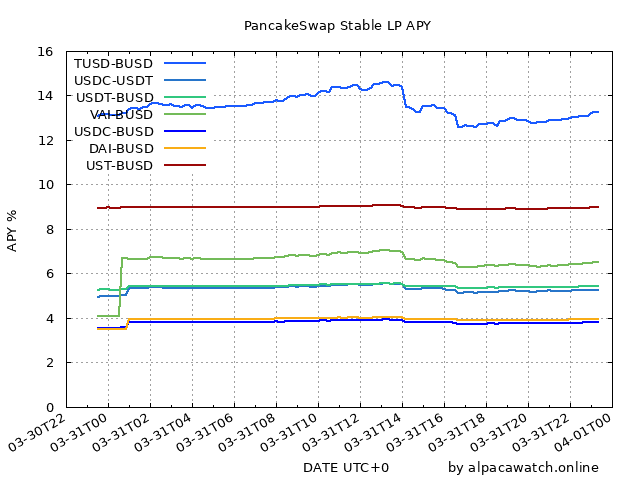 PancakeSwap Stable LP APY
APY %
16
14
12
10
8
6
4
2
0
TUSD-BUSD
USDC-USDT
USDT-BUSD
VAI-BUSD
USDC-BUSD
DAI-BUSD
UST-BUSD
03-30T22
03-31T00
03-31T02
03-31T04
03-31T06
03-31T08
03-31T10
03-31T12
03-31T14
03-31T16
03-31T18
03-31T20
03-31T22
04-01T00
DATE UTC+0
by alpacawatch.online